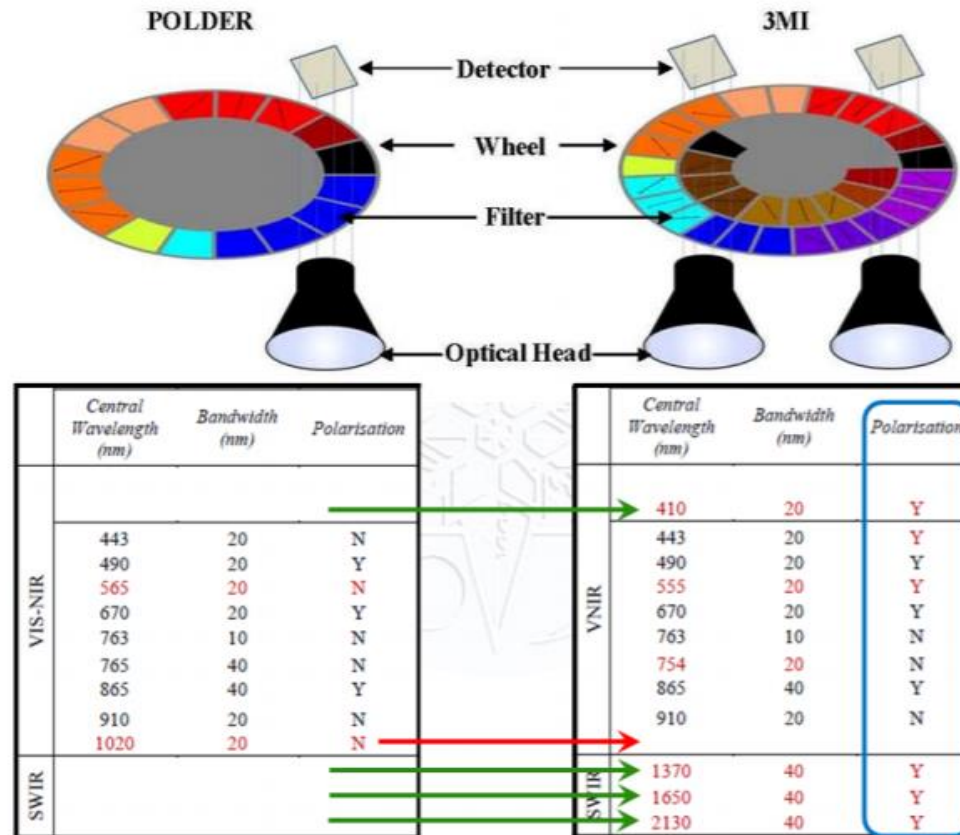 POLDER 3MI
Detector
Wheel
Filter
Optical Head
Central Wavelength (nm) Bandwidth (nm) Polarisation
VIS-NIR
443 20 N
490 20 Y
565 20 N
670 20 Y
763 10 N
765 40 N
865 40 Y
910 20 N
1020 20 N
SWIR
Central Wavelength (nm) Bandwidth (nm) Polarisation
VNIR
410 20 Y
443 20 Y
490 20 Y
555 20 Y
670 20 Y
763 10 N
754 20 N
865 40 Y
910 20 N
SWIR
1370 40 Y
1650 40 Y
2130 40 Y